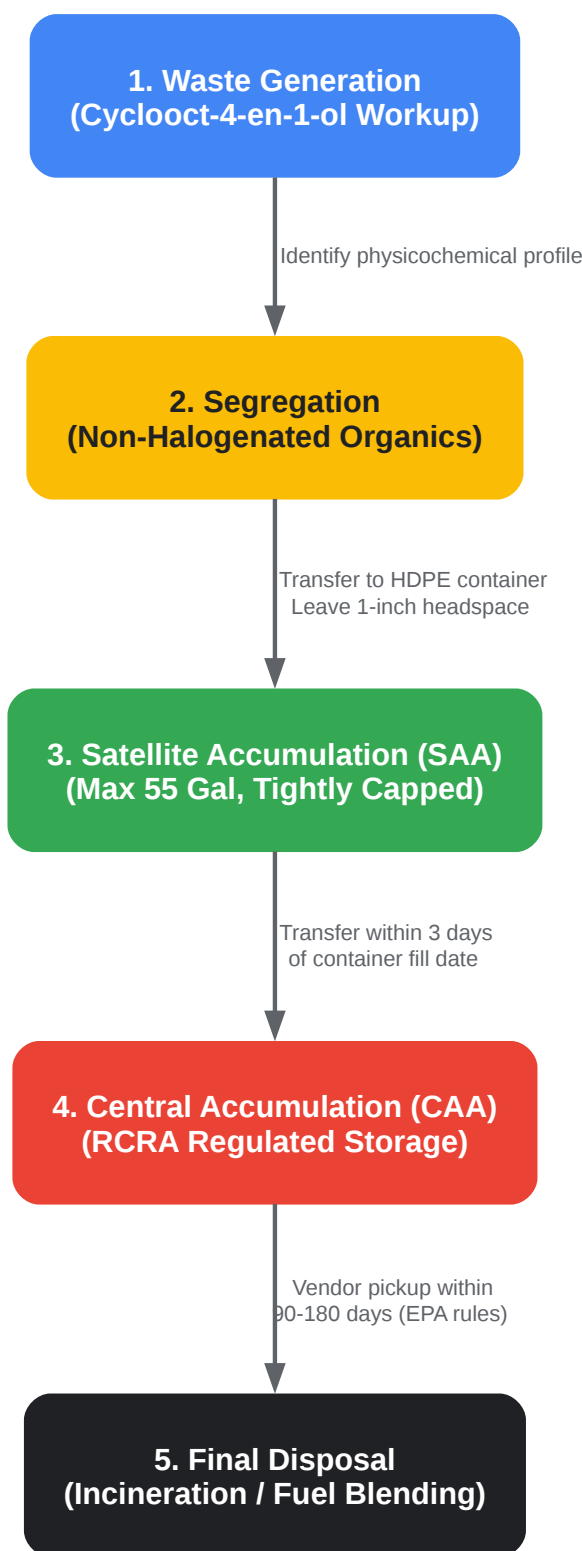 1. Waste Generation
(Cyclooct-4-en-1-ol Workup)
Identify physicochemical profile
2. Segregation
(Non-Halogenated Organics)
Transfer to HDPE container
Leave 1-inch headspace
3. Satellite Accumulation (SAA)
(Max 55 Gal, Tightly Capped)
Transfer within 3 days
of container fill date
4. Central Accumulation (CAA)
(RCRA Regulated Storage)
Vendor pickup within
90-180 days (EPA rules)
5. Final Disposal
(Incineration / Fuel Blending)